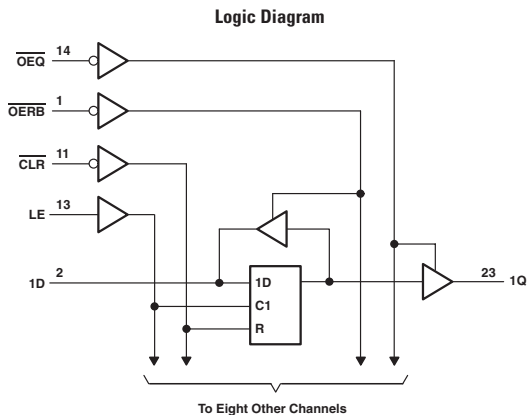 Logic Diagram
OEQ 14
OERB 1
CLR 11
LE 13
1D 2
1D
C1
R
23 1Q
To Eight Other Channels